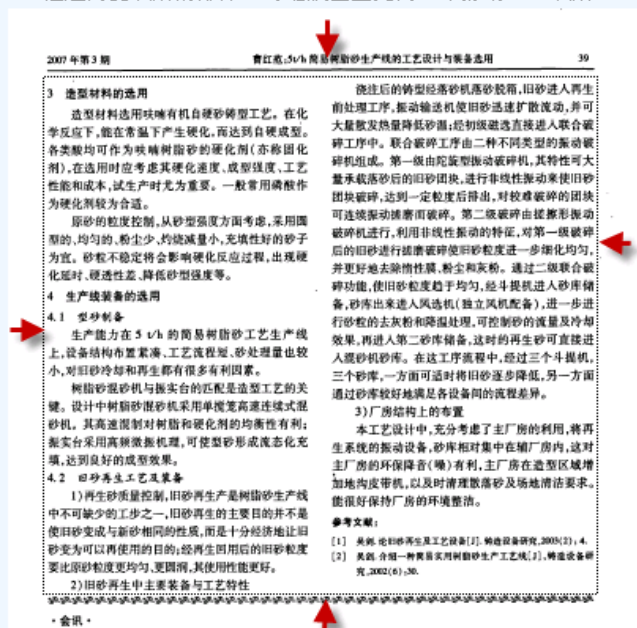 2007 年第 3 期
曹江范:5t/h 简易树脂砂生产线的工艺设计与装备选用
39
3 造型材料的选用
造型材料选用呋喃有机自硬砂铸型工艺。在化
学反应下,能在常温下产生硬化,而达到自硬成型。
各类酸均可作为呋喃树脂砂的硬化剂(亦称固化
剂),在选用时应考虑其硬化速度、成型强度、工艺
性能和成本,试生产时尤为重要。一般常用磷酸作
为硬化剂较为合适。
原砂的粒度控制,从砂型强度方面考虑,采用圆
型的、均匀的、粉尘少、灼烧减量小,充填性好的砂子
为宜。砂粒不稳定将会影响硬化反应过程,出现硬
化延时、硬透性差、降低砂型强度等。
4 生产线装备的选用
4.1 型砂制备
生产能力在 5 t/h 的简易树脂砂工艺生产线
上,设备结构布置紧凑、工艺流程短、砂处理量也较
小,对旧砂冷却和再生都有很多有利因素。
树脂砂混砂机与振实台的匹配是造型工艺的关
键。设计中树脂砂混砂机采用单搅笼高速连续式混
砂机。其高速混制对树脂和硬化剂的均衡性有利;
振实台采用高频微振机理,可使型砂形成流态化充
填,达到良好的成型效果。
4.2 旧砂再生工艺及装备
1)再生砂质量控制,旧砂再生产是树脂砂生产线
中不可缺少的工步之一,旧砂再生的主要目的并不是
使旧砂变成与新砂相同的性质,而是十分经济地让旧
砂变为可以再使用的目的;经再生回用后的旧砂粒度
要比原砂粒度更均匀、更圆润,其使用性能更好。
2)旧砂再生中主要装备与工艺特性
浇注后的铸型经落砂机落砂脱箱,旧砂进入再生
前处理工序,振动输送机使旧砂迅速扩散流动,并可
大量散发热量降低砂温;经初级磁选直接进入联合破
碎工序中。联合破碎工序由二种不同类型的振动破
碎机组成。第一级由陀旋型振动破碎机,其特性可大
量承载落砂后的旧砂团块,进行非线性振动来使旧砂
团块破碎,达到一定粒度后排出,对较难破碎的团块
可连续振动搓磨而破碎。第二级破碎由搓擦形振动
破碎机进行,利用非线性振动的特征,对第一级破碎
后的旧砂进行搓磨破碎使旧砂粒度进一步细化均匀,
并更好地去除惰性膜,粉尘和灰粉。通过二级联合破
碎功能,使旧砂粒度趋于均匀,经斗提机进入砂库储
备,砂库出来进入风选机(独立风机配备),进一步进
行砂粒的去灰粉和降温处理,可控制砂的流量及冷却
效果,再进入第二砂库储备,这时的再生砂可直接进
入混砂机砂库。在这工序流程中,经过三个斗提机,
三个砂库,一方面可适时将旧砂逐步降低,另一方面
通过砂库较好地满足各设备间的流程差异。
3)厂房结构上的布置
本工艺设计中,充分考虑了主厂房的利用,将再
生系统的振动设备,砂库相对集中在辅厂房内,这对
主厂房的环保降音(噪)有利,主厂房在造型区域增
加地沟皮带机,以及时清理散落砂及场地清洁要求。
能很好保持厂房的环境整洁。
参考文献:
[1] 吴剑.论旧砂再生及工艺设备[J].铸造设备研究,2003(2):4.
[2] 吴剑.介绍一种简易实用树脂砂生产工艺线[J].铸造设备研
究,2002(6):30.
·会讯·